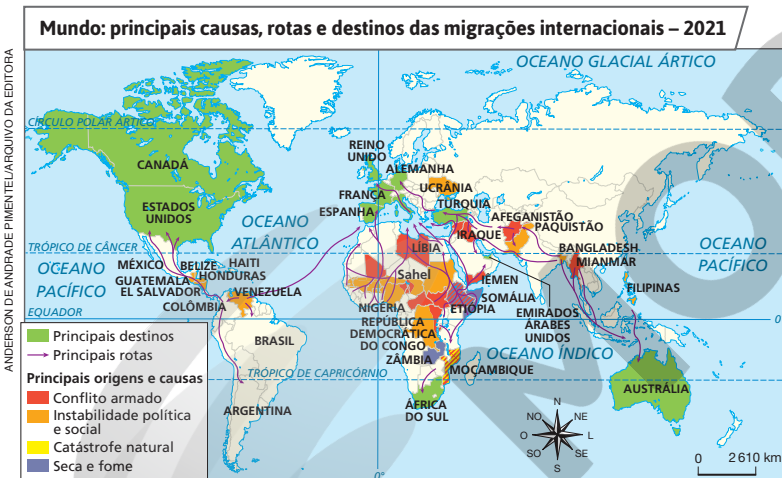 Mundo: principais causas, rotas e destinos das migrações internacionais – 2021
ANDERSON DE ANDRADE PIMENTEL/ARQUIVO DA EDITORA
OCEANO GLACIAL ÁRTICO
CÍRCULO POLAR ÁRTICO
REINO
UNIDO
ALEMANHA
CANADÁ
UCRÂNIA
FRANÇA
TURQUIA
ESTADOS
UNIDOS
ESPANHA
AFEGANISTÃO
PAQUISTÃO
OCEANO
ATLÂNTICO
IRAQUE
TRÓPICO DE CÂNCER
LÍBIA
BANGLADESH
MIANMAR
OCEANO
PACÍFICO
OCEANO
PACÍFICO
MÉXICO
BELIZE
HAITI
GUATEMALA
HONDURAS
EL SALVADOR
VENEZUELA
COLÔMBIA
Sahel
IÊMEN
FILIPINAS
SOMÁLIA
NIGÉRIA
ETIÓPIA
EMIRADOS
ÁRABES
UNIDOS
EQUADOR
0°
REPÚBLICA
DEMOCRÁTICA
DO CONGO
BRASIL
ZÂMBIA
OCEANO ÍNDICO
MOÇAMBIQUE
TRÓPICO DE CAPRICÓRNIO
AUSTRÁLIA
ARGENTINA
ÁFRICA
DO SUL
Principais destinos
Principais rotas
Principais origens e causas
Conflito armado
Instabilidade política
e social
Catástrofe natural
Seca e fome
N
NO NE
O L
SO SE
S
0 2 610 km
0°